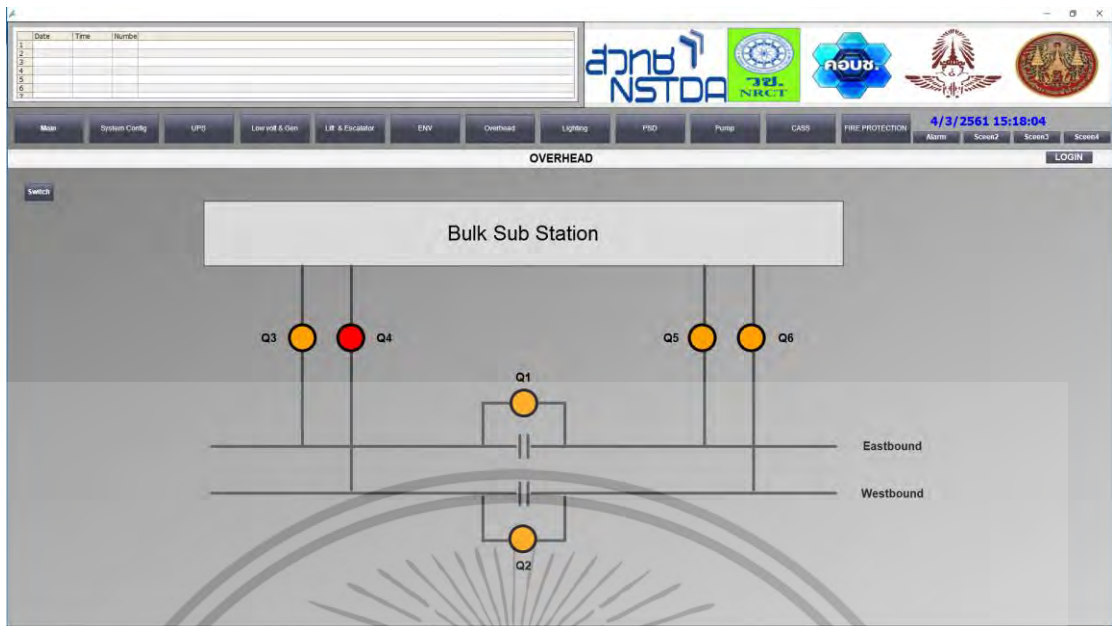 Date Time Numbe
1
2
3
4
5
6
7
สวทช
NSTDA
วช.
NRCT
คอบช.
Main System Config UPS Low volt & Gen Lift & Escalator ENV Overhead Lighting PSD Pump CASS FIRE PROTECTION
4/3/2561 15:18:04
Alarm Sceen2 Sceen3 Sceen4
OVERHEAD
LOGIN
Switch
Bulk Sub Station
Q3 Q4 Q5 Q6
Q1
Eastbound
Westbound
Q2